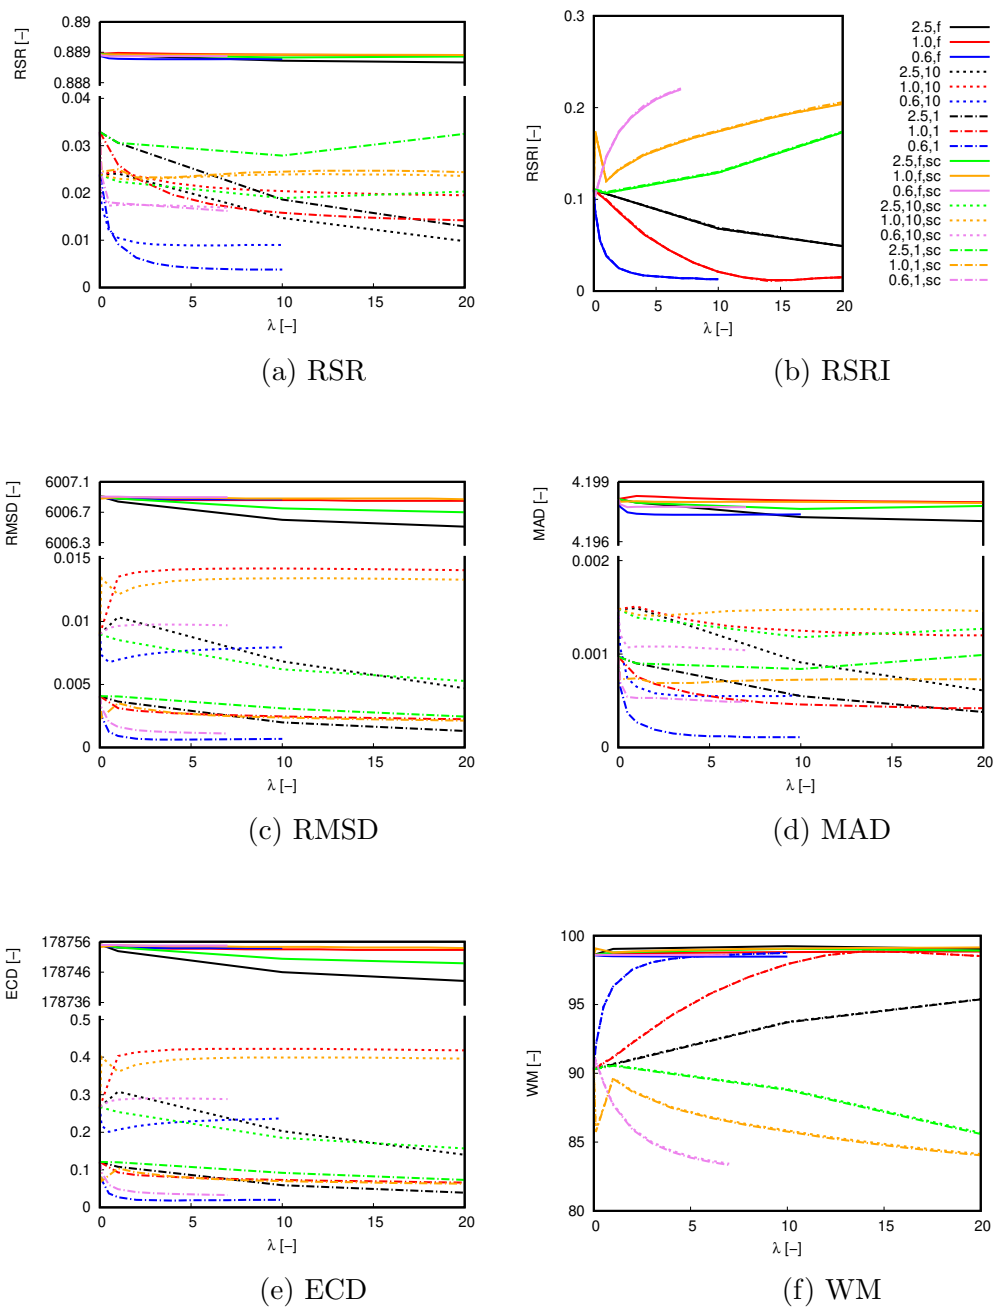 0.89
0.889
0.888
RSR [–]
0.04
0.03
0.02
0.01
0
0 5 10 15 20
λ [–]
(a) RSR
0.3
0.2
0.1
0
RSRI [–]
0 5 10 15 20
λ [–]
(b) RSRI
2.5,f
1.0,f
0.6,f
2.5,10
1.0,10
0.6,10
2.5,1
1.0,1
0.6,1
2.5,f,sc
1.0,f,sc
0.6,f,sc
2.5,10,sc
1.0,10,sc
0.6,10,sc
2.5,1,sc
1.0,1,sc
0.6,1,sc
6007.1
6006.7
6006.3
RMSD [–]
0.015
0.01
0.005
0
0 5 10 15 20
λ [–]
(c) RMSD
4.199
4.196
MAD [–]
0.002
0.001
0
0 5 10 15 20
λ [–]
(d) MAD
178756
178746
178736
ECD [–]
0.5
0.4
0.3
0.2
0.1
0
0 5 10 15 20
λ [–]
(e) ECD
100
95
90
85
80
WM [–]
0 5 10 15 20
λ [–]
(f) WM